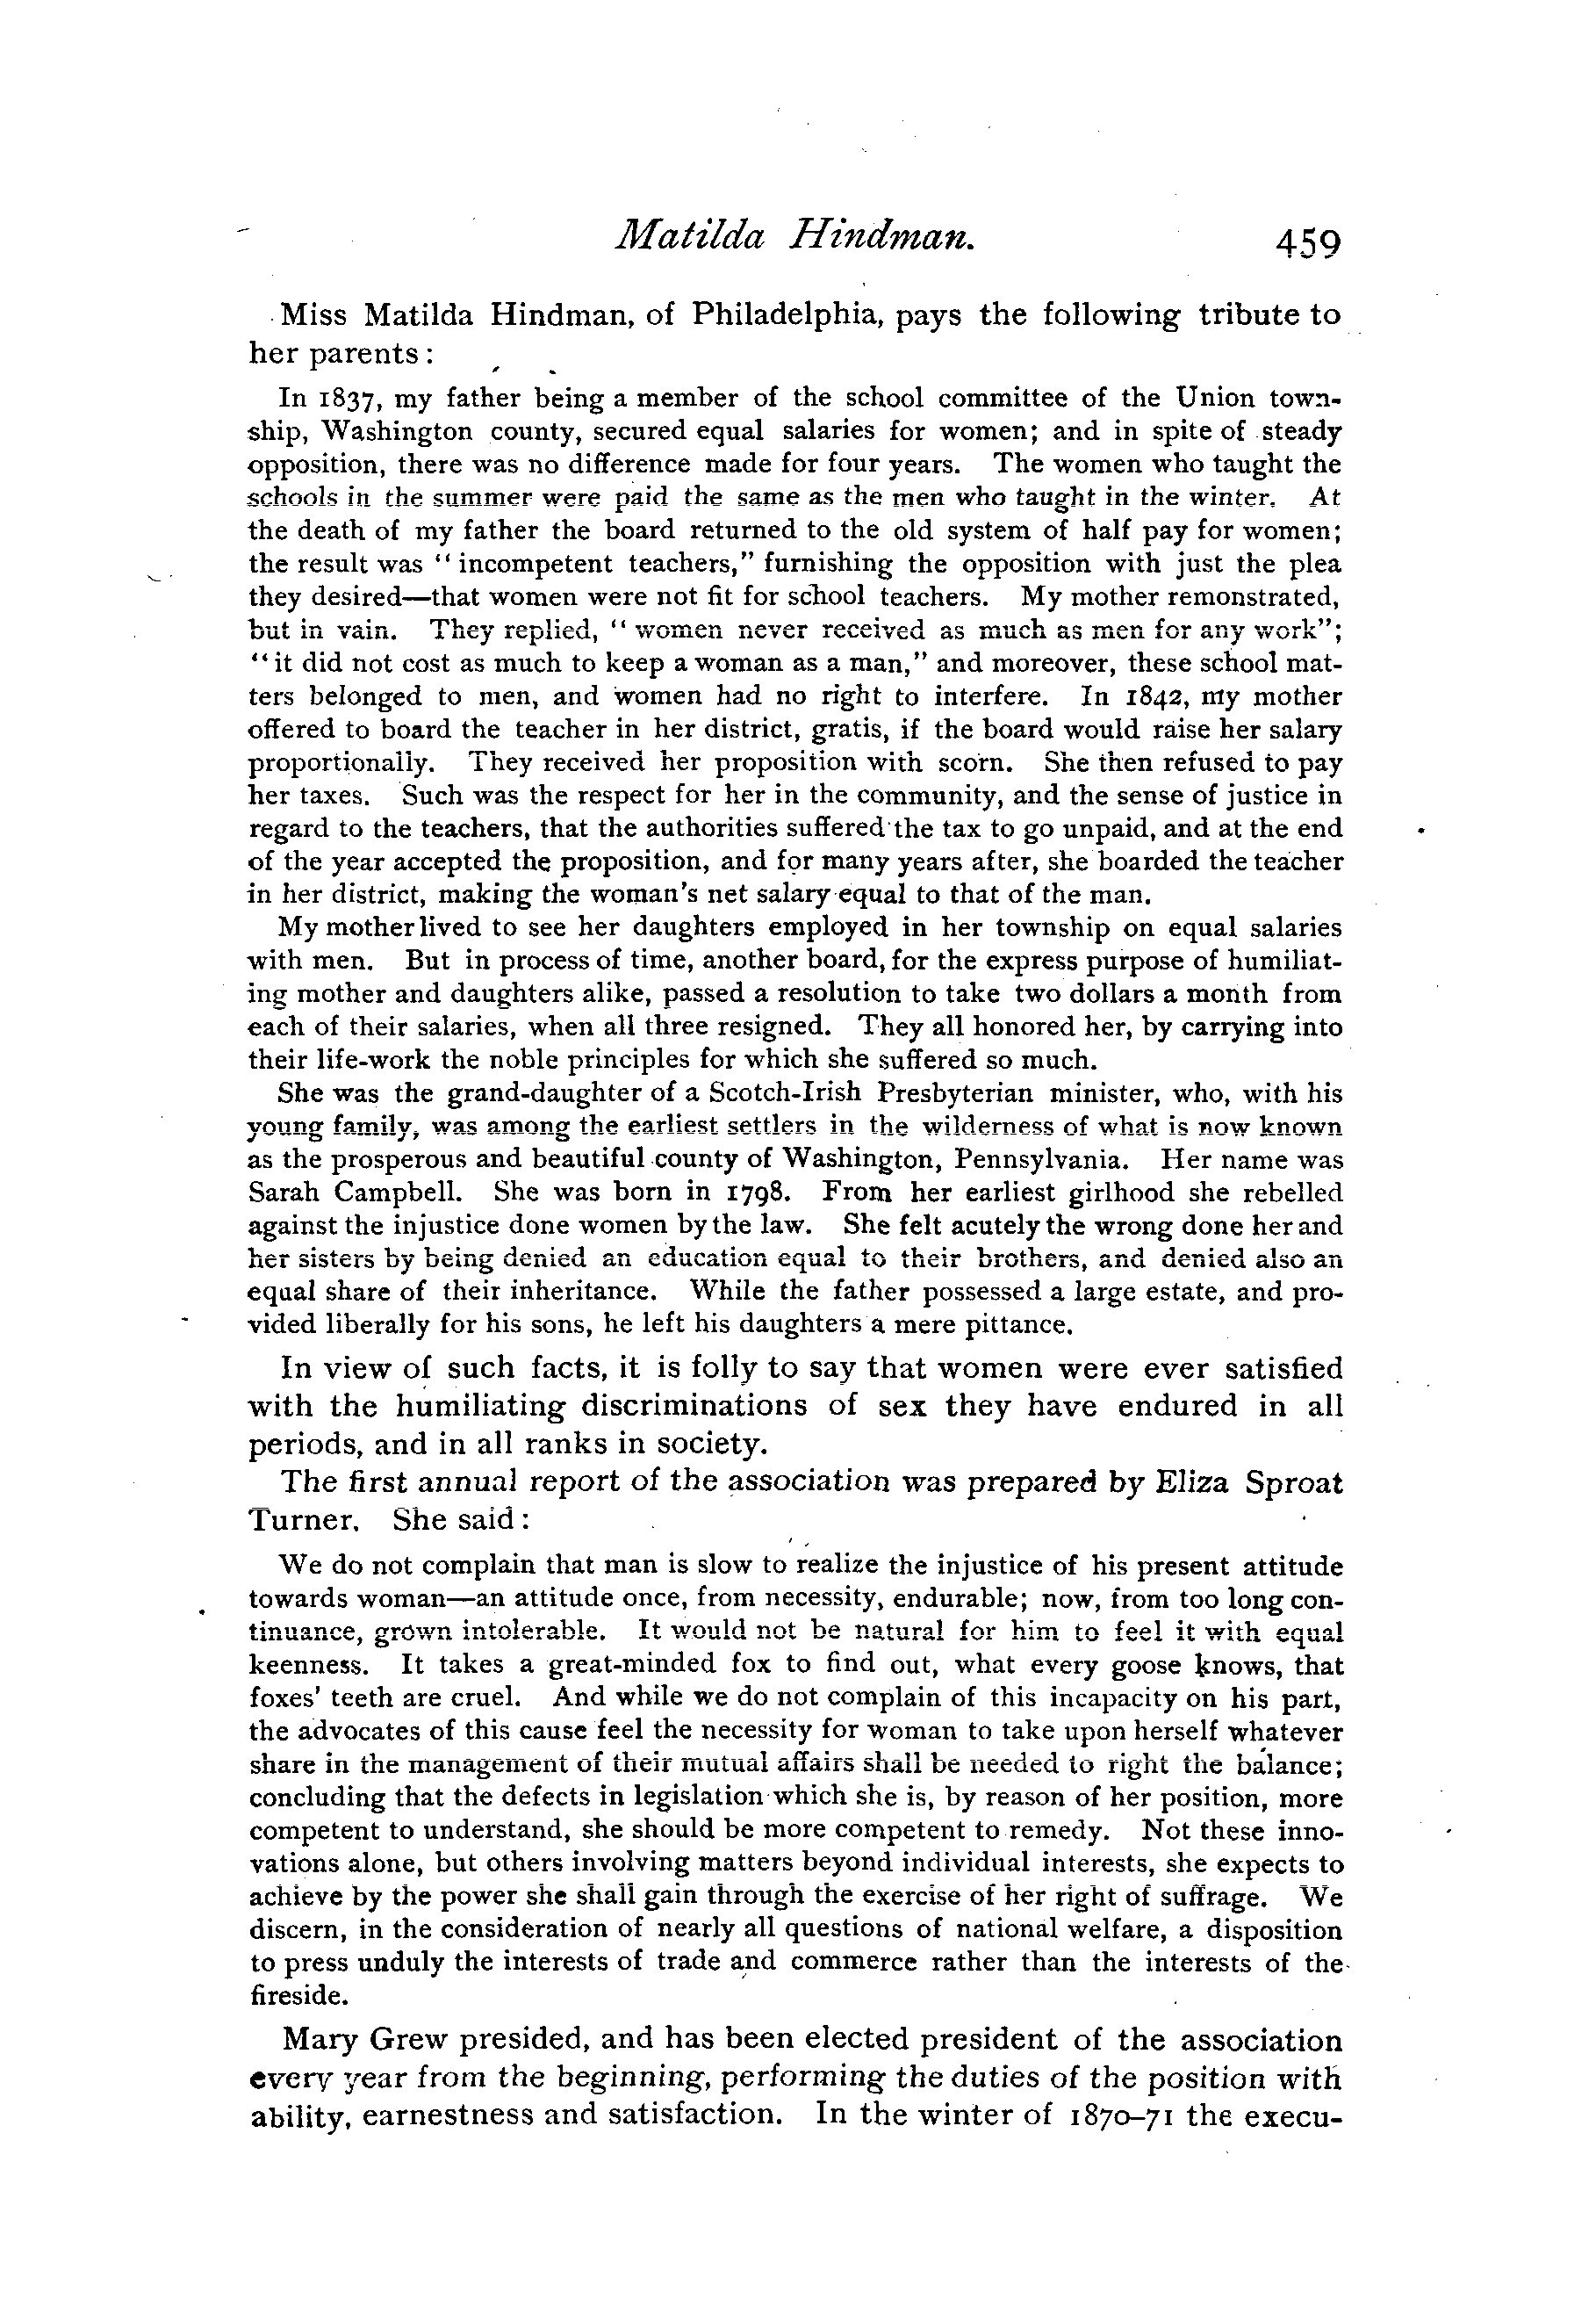 Matilda Hindman. 459
Miss Matilda Hindman, of Philadelphia, pays the following tribute to
her parents :
In 1837, my father being a member of the school committee of the Union town-
ship, Washington county, secured equal salaries for women; and in spite of steady
opposition, there was no difference made for four years. The women who taught the
schools in the summer were paid the same as the men who taught in the winter. At
the death of my father the board returned to the old system of half pay for women;
the result was " incompetent teachers," furnishing the opposition with just the plea
they desired—that women were not fit for school teachers. My mother remonstrated,
but in vain. They replied, " women never received as much as men for any work";
"it did not cost as much to keep a woman as a man," and moreover, these school mat-
ters belonged to men, and women had no right to interfere. In 1842, my mother
offered to board the teacher in her district, gratis, if the board would raise her salary
proportionally. They received her proposition with scorn. She then refused to pay
her taxes. Such was the respect for her in the community, and the sense of justice in
regard to the teachers, that the authorities suffered the tax to go unpaid, and at the end
of the year accepted the proposition, and for many years after, she boarded the teacher
in her district, making the woman's net salary equal to that of the man.
My mother lived to see her daughters employed in her township on equal salaries
with men. But in process of time, another board, for the express purpose of humiliat-
ing mother and daughters alike, passed a resolution to take two dollars a month from
each of their salaries, when all three resigned. They all honored her, by carrying into
their life-work the noble principles for which she suffered so much.
She was the grand-daughter of a Scotch-Irish Presbyterian minister, who, with his
young family, was among the earliest settlers in the wilderness of what is now known
as the prosperous and beautiful county of Washington, Pennsylvania. Her name was
Sarah Campbell. She was born in 1798. From her earliest girlhood she rebelled
against the injustice done women by the law. She felt acutely the wrong done her and
her sisters by being denied an education equal to their brothers, and denied also an
equal share of their inheritance. While the father possessed a large estate, and pro-
vided liberally for his sons, he left his daughters a mere pittance.
In view of such facts, it is folly to say that women were ever satisfied
with the humiliating discriminations of sex they have endured in all
periods, and in all ranks in society.
The first annual report of the association was prepared by Eliza Sproat
Turner. She said :
We do not complain that man is slow to realize the injustice of his present attitude
towards woman—an attitude once, from necessity, endurable; now, from too long con-
tinuance, grown intolerable. It would not be natural for him to feel it with equal
keenness. It takes a great-minded fox to find out, what every goose knows, that
foxes' teeth are cruel. And while we do not complain of this incapacity on his part,
the advocates of this cause feel the necessity for woman to take upon herself whatever
share in the management of their mutual affairs shall be needed to right the balance;
concluding that the defects in legislation which she is, by reason of her position, more
competent to understand, she should be more competent to remedy. Not these inno-
vations alone, but others involving matters beyond individual interests, she expects to
achieve by the power she shall gain through the exercise of her right of suffrage. We
discern, in the consideration of nearly all questions of national welfare, a disposition
to press unduly the interests of trade and commerce rather than the interests of the
fireside.
Mary Grew presided, and has been elected president of the association
every year from the beginning, performing the duties of the position with
ability, earnestness and satisfaction. In the winter of 1870–71 the execu-